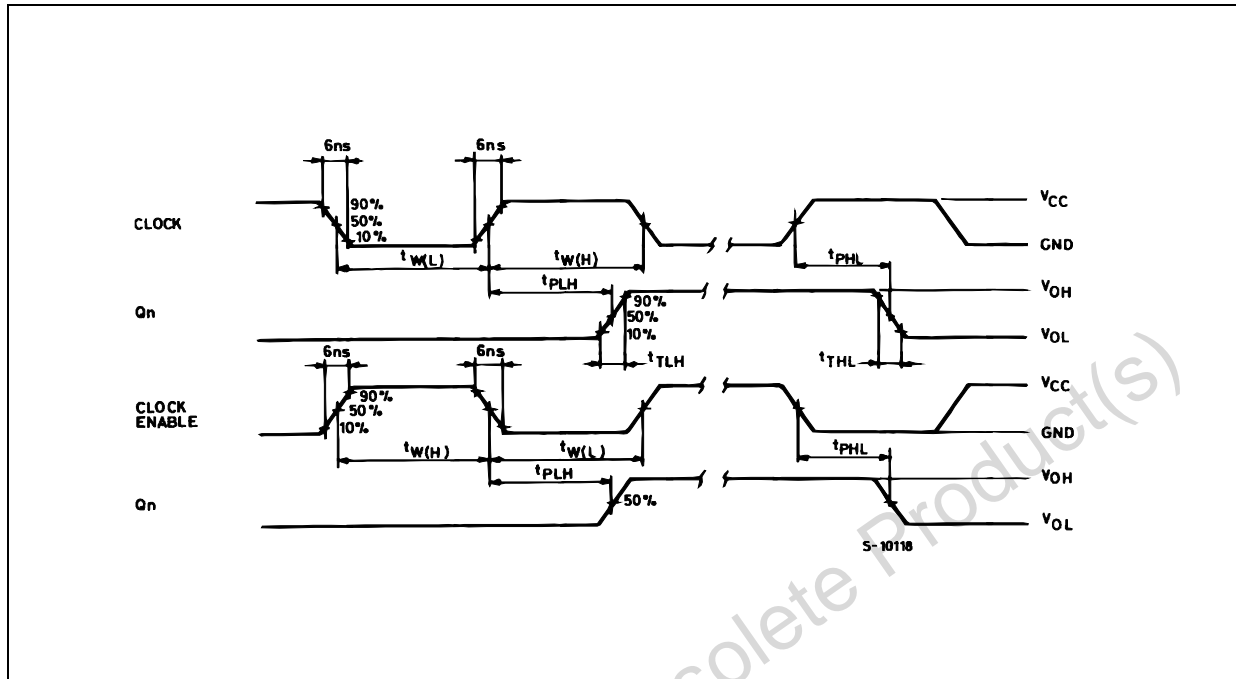 6ns 6ns
CLOCK 90% 50% 10% VCC
GND
tW(L) tW(H) tPHL
tPLH
Qn 90% 50% 10% VOH
VOL
6ns 6ns tTLH tTHL
CLOCK ENABLE 90% 50% 10% VCC
GND
tW(H) tW(L) tPHL
tPLH
Qn 50% VOH
VOL
S-10118
solete Product(s)